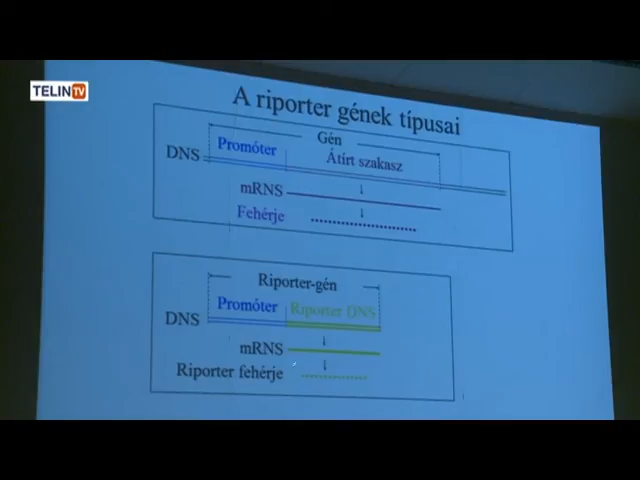 TELIN TV
A riporter gének típusai
Gén
Promóter
Átírt szakasz
DNS
↓
mRNS
↓
Fehérje
Riporter-gén
Promóter
Riporter DNS
DNS
↓
mRNS
↓
Riporter fehérje